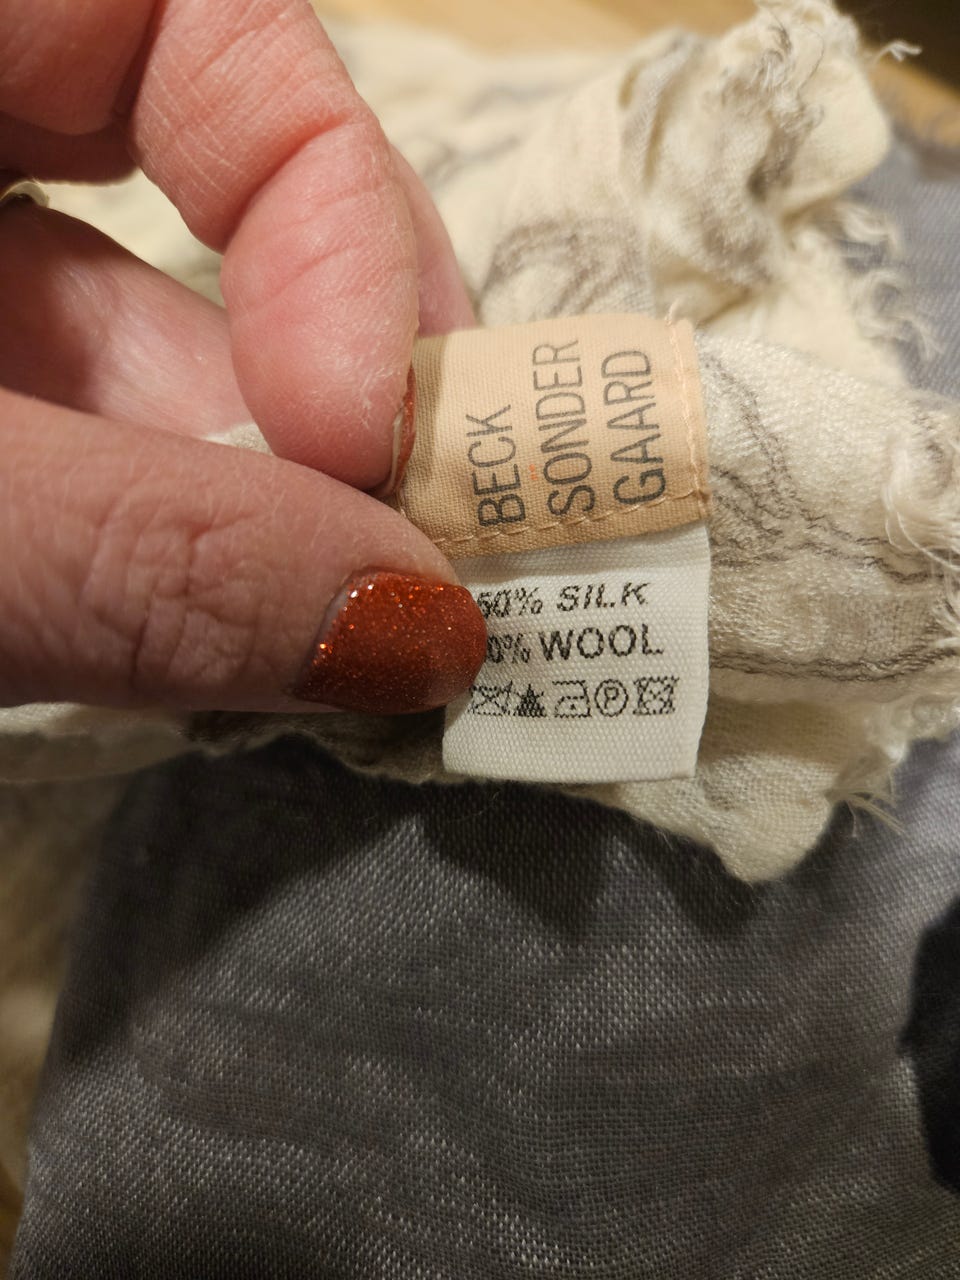 BECK
SÖNDER
GAARD
50% SILK
0% WOOL
P